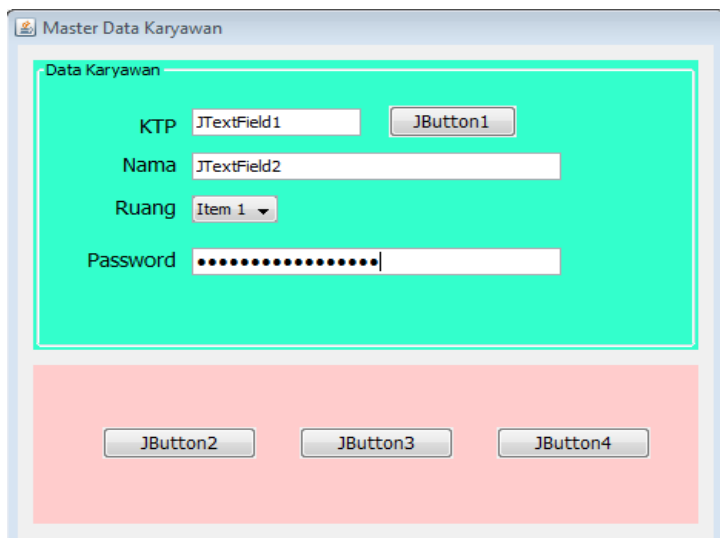 Master Data Karyawan
Data Karyawan
KTP JTextField1 JButton1
Nama JTextField2
Ruang Item 1
Password •••••••••••••••••
JButton2 JButton3 JButton4